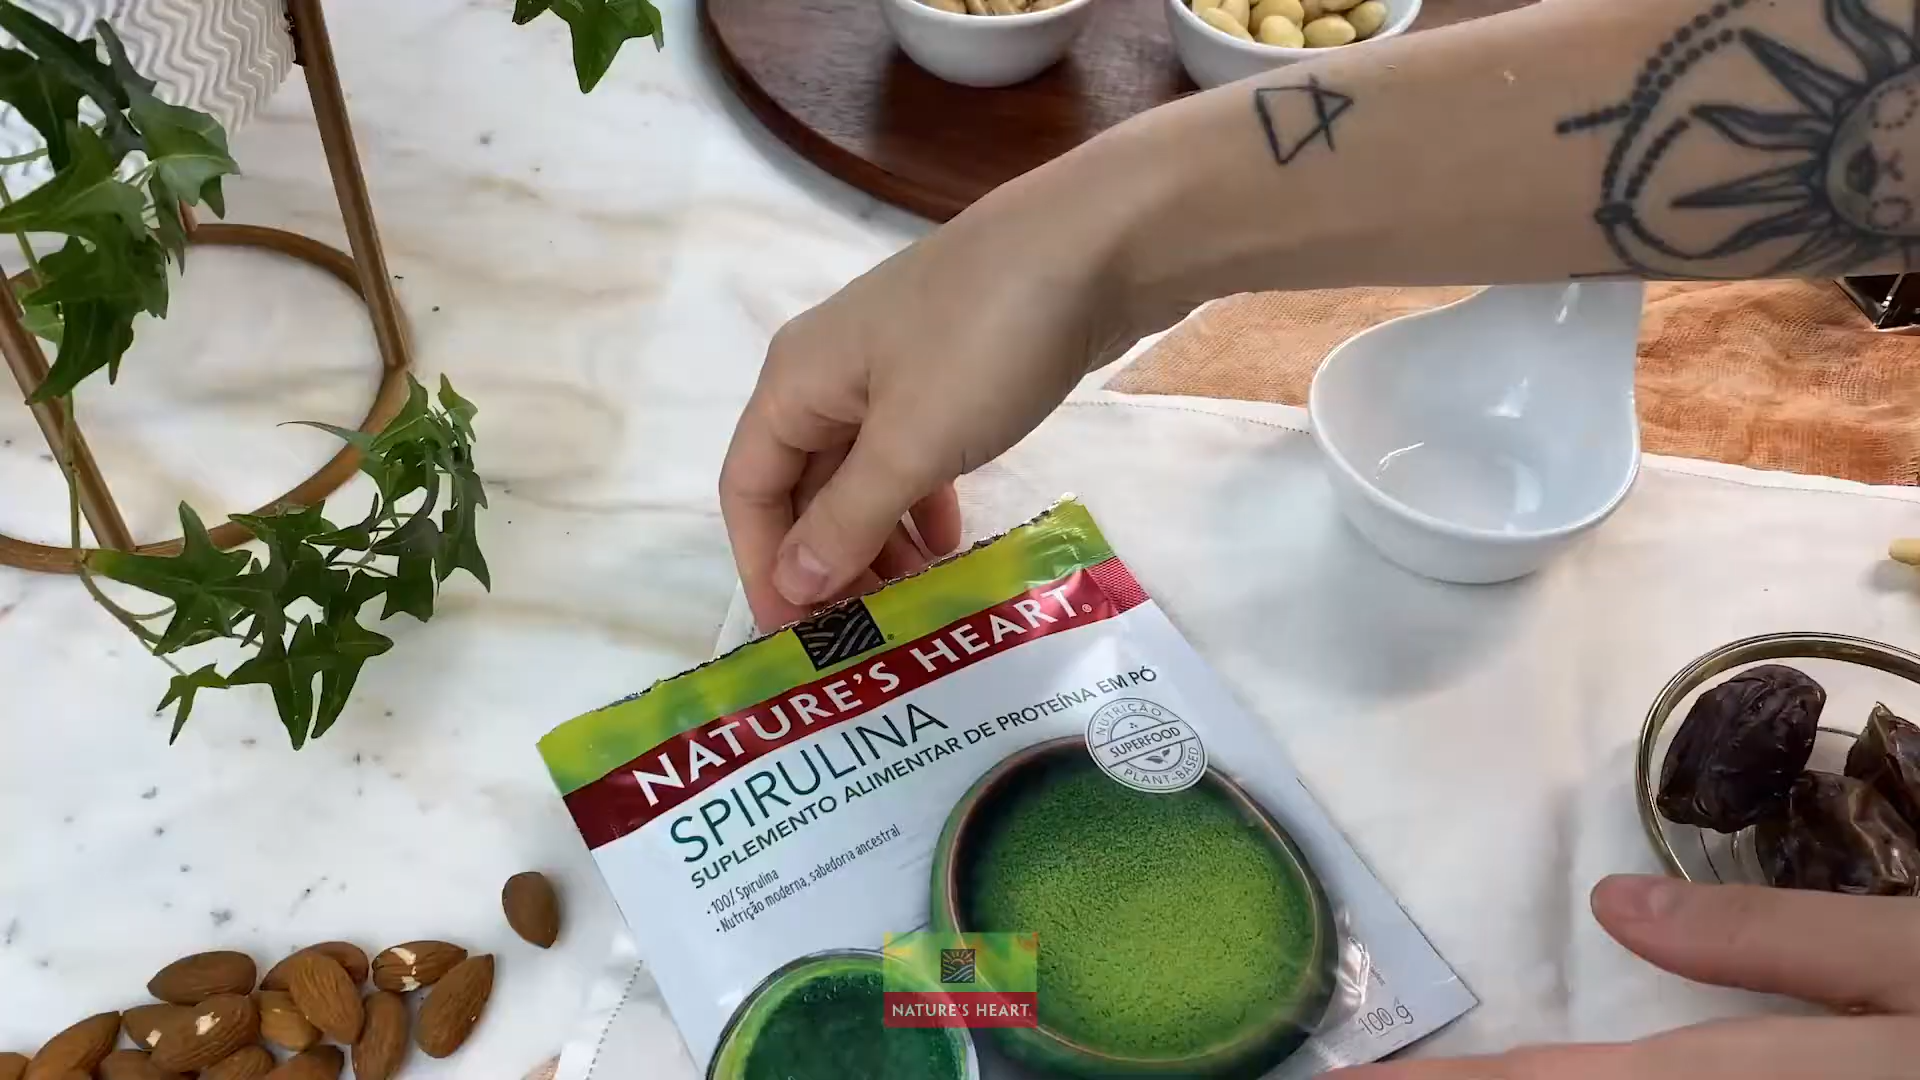 NATURE'S HEART®
SPIRULINA
SUPLEMENTO ALIMENTAR DE PROTEÍNA EM PÓ
NUTRIÇÃO
SUPERFOOD
PLANT-BASED
• 100% Spirulina
• Nutrição moderna, sabedoria ancestral
100 g
NATURE'S HEART